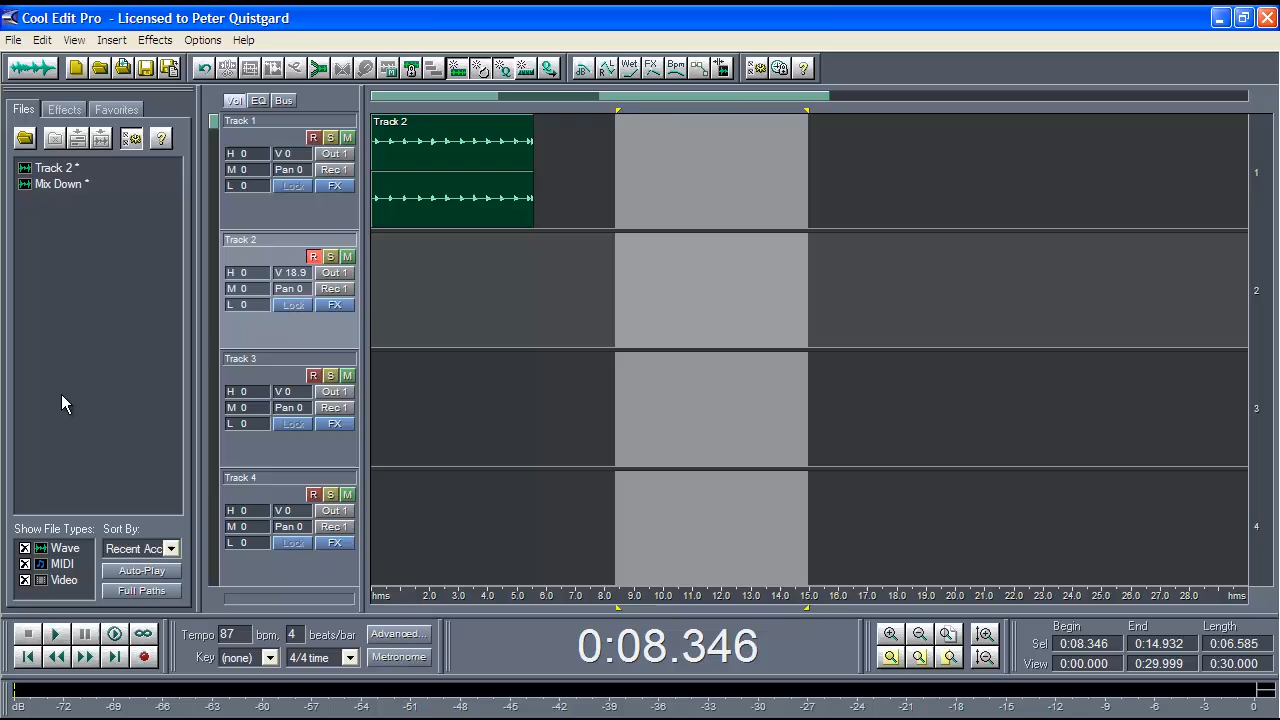 Cool Edit Pro - Licensed to Peter Quistgard
File Edit View Insert Effects Options Help
Wet FX Bpm ?
Files Effects Favorites
?
Track 2 *
Mix Down *
Show File Types: Sort By:
Wave
MIDI
Video
Recent Acc
Auto-Play
Full Paths
Vol EQ Bus
Track 1
R S M
H 0 V 0 Out 1
M 0 Pan 0 Rec 1
L 0 Lock FX
Track 2
R S M
H 0 V 18.9 Out 1
M 0 Pan 0 Rec 1
L 0 Lock FX
Track 3
R S M
H 0 V 0 Out 1
M 0 Pan 0 Rec 1
L 0 Lock FX
Track 4
R S M
H 0 V 0 Out 1
M 0 Pan 0 Rec 1
L 0 Lock FX
Track 2
1
2
3
4
hms 2.0 3.0 4.0 5.0 6.0 7.0 8.0 9.0 10.0 11.0 12.0 13.0 14.0 15.0 16.0 17.0 18.0 19.0 20.0 21.0 22.0 23.0 24.0 25.0 26.0 27.0 28.0 hms
Tempo 87 bpm, 4 beats/bar Advanced...
Key (none) 4/4 time Metronome
0:08.346
Begin End Length
Sel 0:08.346 0:14.932 0:06.585
View 0:00.000 0:29.999 0:30.000
dB -72 -69 -66 -63 -60 -57 -54 -51 -48 -45 -42 -39 -36 -33 -30 -27 -24 -21 -18 -15 -12 -9 -6 -3 0